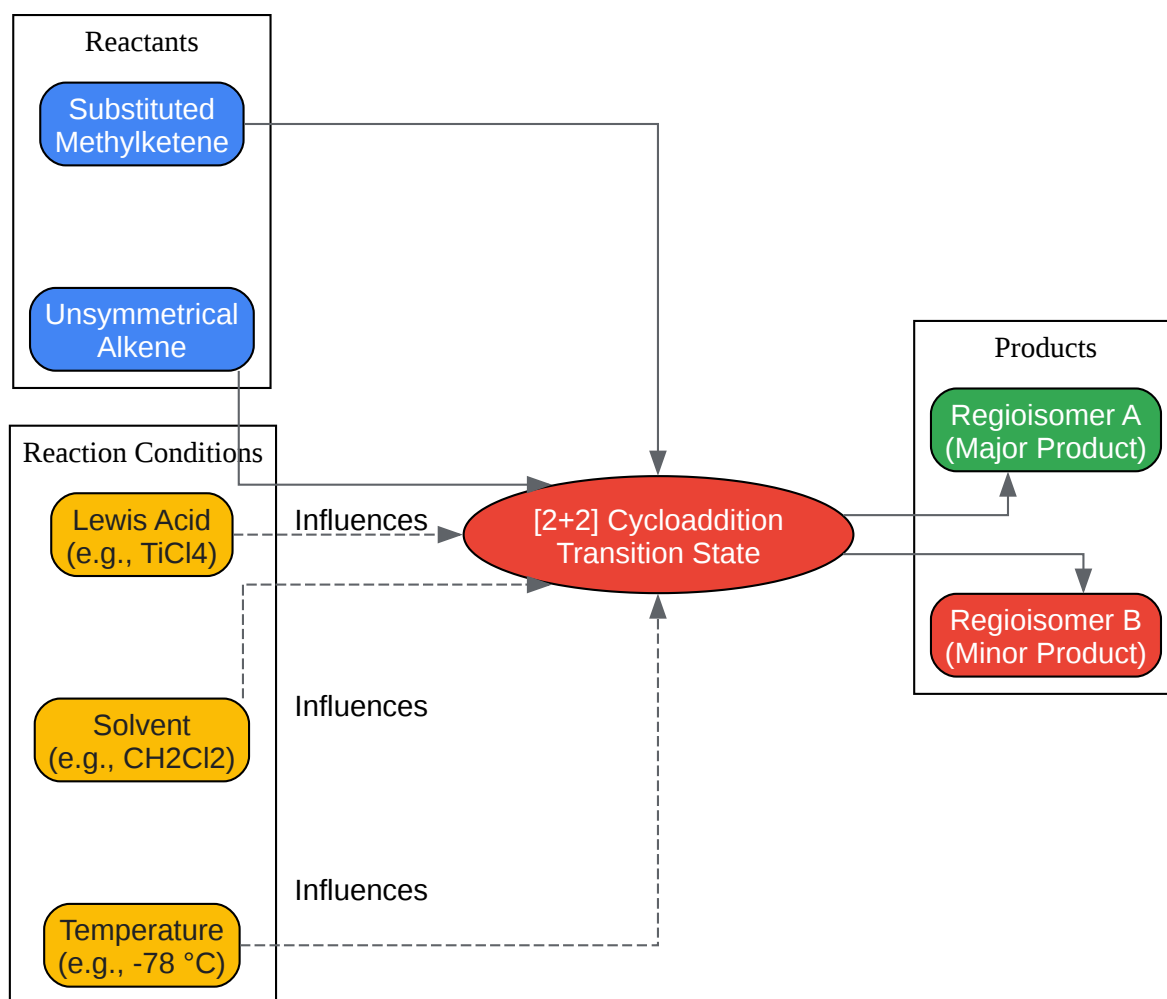 Reactants
Substituted
Methylketene
Unsymmetrical
Alkene
Reaction Conditions
Lewis Acid
(e.g., TiCl4)
Influences
Solvent
(e.g., CH2Cl2)
Influences
Temperature
(e.g., -78 °C)
Influences
[2+2] Cycloaddition
Transition State
Products
Regioisomer A
(Major Product)
Regioisomer B
(Minor Product)